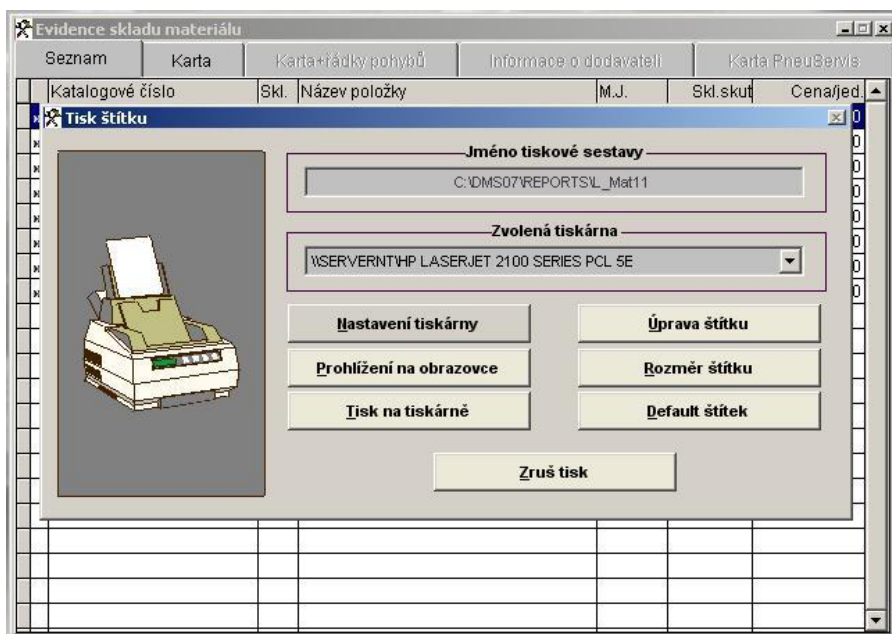 Evidence skladu materiálu
Seznam Karta Karta+řádky pohybů Informace o dodavateli Karta PneuServis
Katalogové číslo Skl. Název položky M.J. Skl.skut Cena/jed.
Tisk štítku
Jméno tiskové sestavy
C:\DMS07\REPORTS\L_Mat11
Zvolená tiskárna
\\SERVERNT\HP LASERJET 2100 SERIES PCL 5E
Nastavení tiskárny Úprava štítku
Prohlížení na obrazovce Rozměr štítku
Tisk na tiskárně Default štítek
Zruš tisk